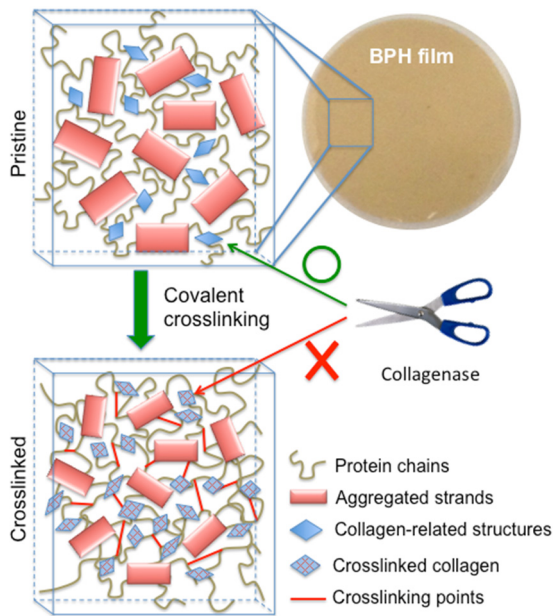 BPH film
Pristine
Covalent
crosslinking
Collagenase
Crosslinked
Protein chains
Aggregated strands
Collagen-related structures
Crosslinked collagen
Crosslinking points